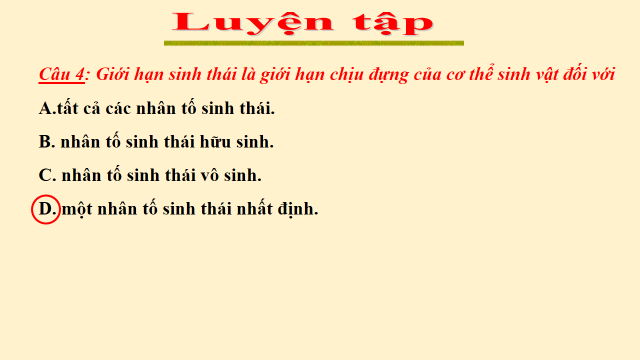 Luyện tập
Câu 4: Giới hạn sinh thái là giới hạn chịu đựng của cơ thể sinh vật đối với
A.tất cả các nhân tố sinh thái.
B. nhân tố sinh thái hữu sinh.
C. nhân tố sinh thái vô sinh.
D. một nhân tố sinh thái nhất định.